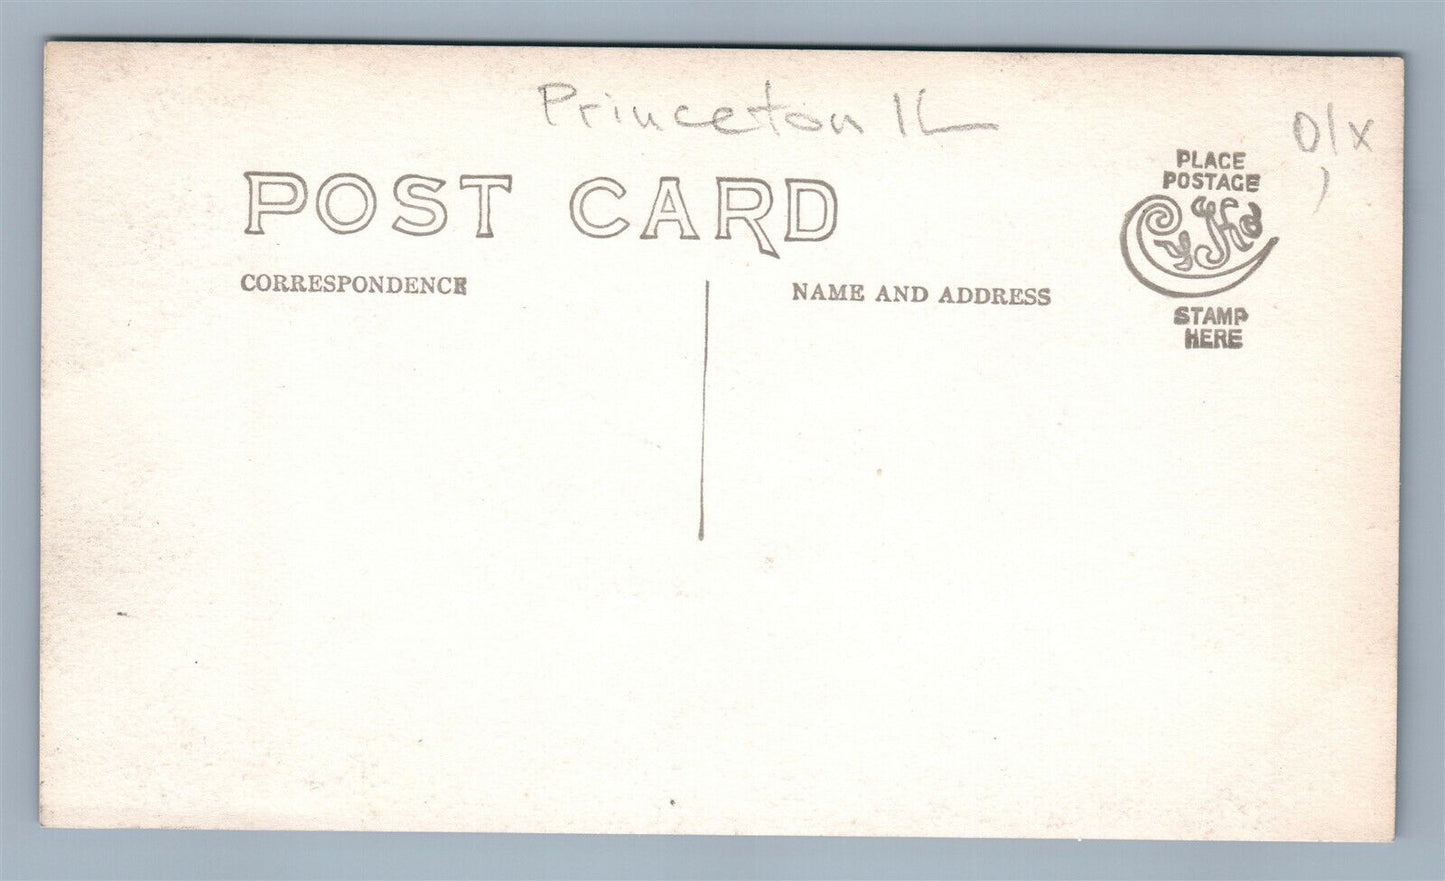 Princeton IL
O/x
PLACE
POSTAGE
POST CARD
CORRESPONDENCE
NAME AND ADDRESS
STAMP
HERE